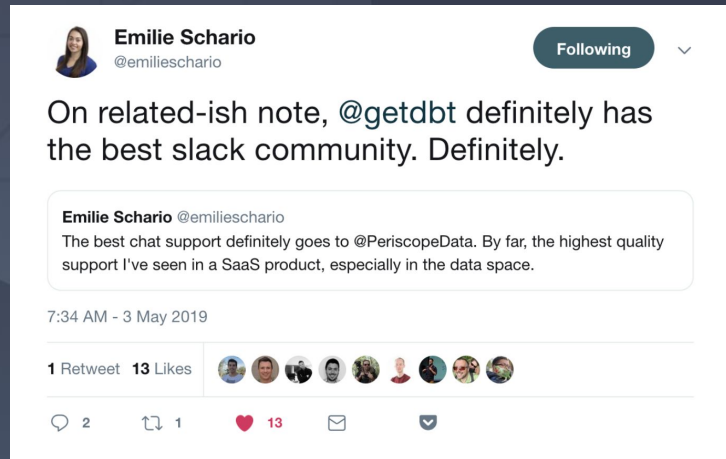 Emilie Schario
@emilieschario
Following
On related-ish note, @getdbt definitely has
the best slack community. Definitely.
Emilie Schario @emilieschario
The best chat support definitely goes to @PeriscopeData. By far, the highest quality
support I've seen in a SaaS product, especially in the data space.
7:34 AM - 3 May 2019
1 Retweet 13 Likes
2 1 13